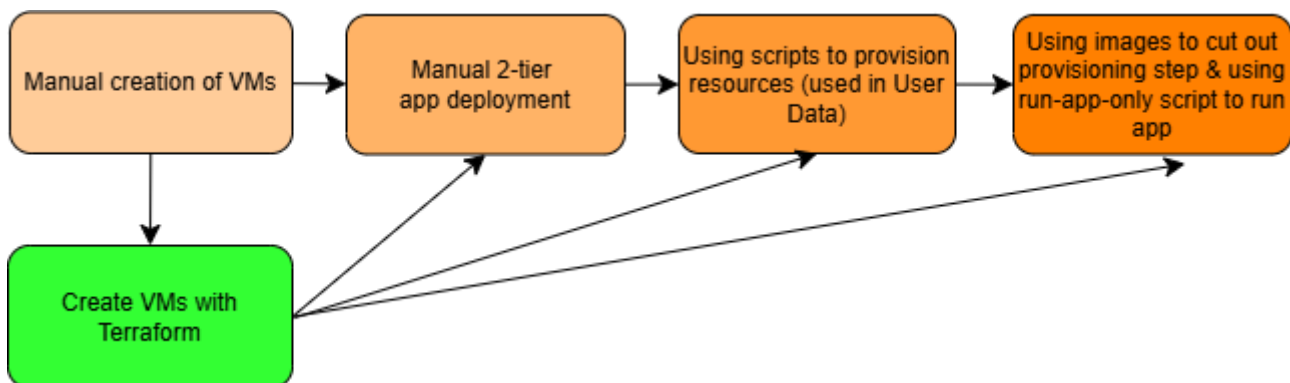 Manual creation of VMs
Manual 2-tier
app deployment
Using scripts to provision
resources (used in User
Data)
Using images to cut out
provisioning step & using
run-app-only script to run
app
Create VMs with
Terraform